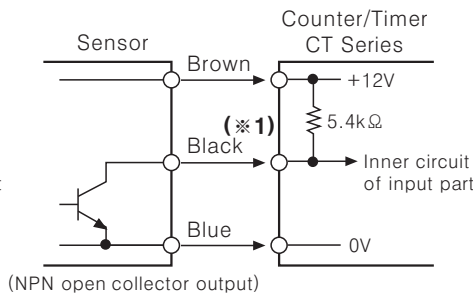 Sensor
Counter/Timer
CT Series
Brown
+12V
(※1)
5.4kΩ
Black
Inner circuit
of input part
t
Blue
0V
(NPN open collector output)